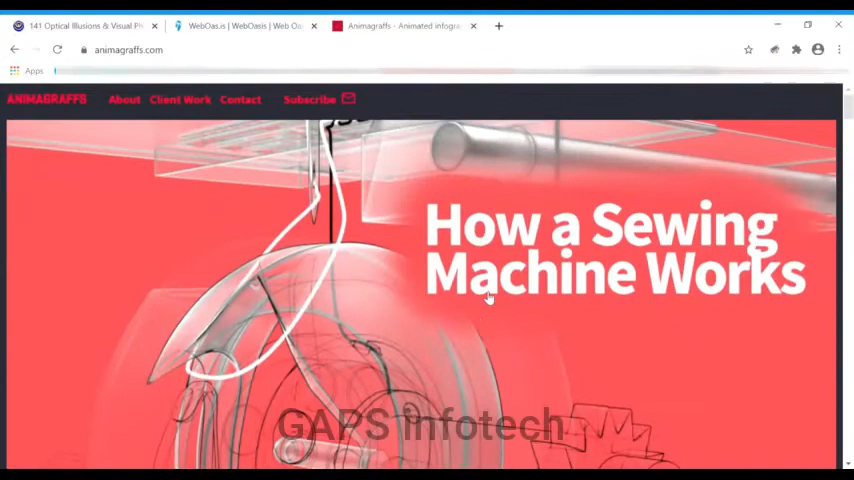 141 Optical Illusions & Visual Ph
WebOas.is | WebOasis | Web Oas
Animagraffs - Animated infogra
animagraffs.com
Apps
ANIMAGRAFFS About Client Work Contact Subscribe
How a Sewing
Machine Works
GAPS Infotech